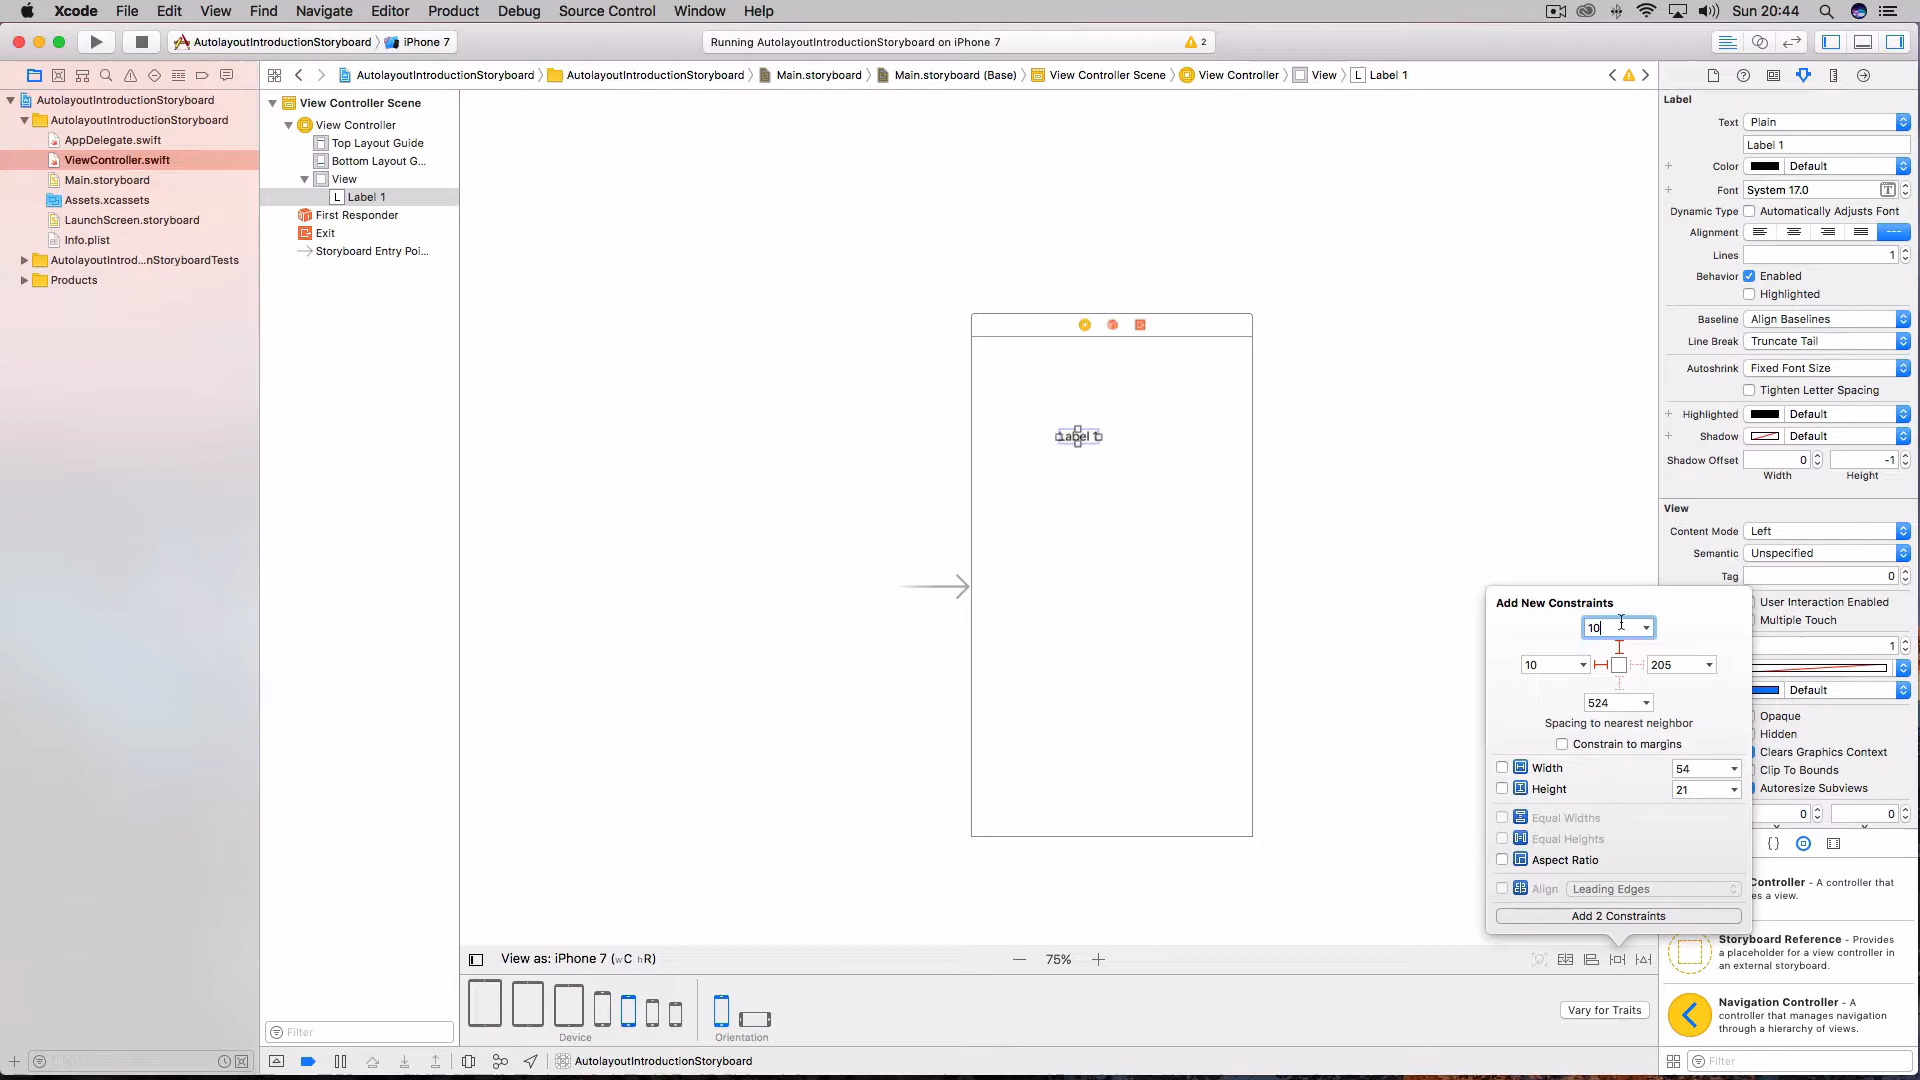 Xcode File Edit View Find Navigate Editor Product Debug Source Control Window Help Sun 20:44
AutolayoutIntroductionStoryboard iPhone 7 Running AutolayoutIntroductionStoryboard on iPhone 7 2
AutolayoutIntroductionStoryboard AutolayoutIntroductionStoryboard Main.storyboard Main.storyboard (Base) View Controller Scene View Controller View L Label 1
AutolayoutIntroductionStoryboard
AutolayoutIntroductionStoryboard
AppDelegate.swift
ViewController.swift
Main.storyboard
Assets.xcassets
LaunchScreen.storyboard
Info.plist
AutolayoutIntrod...nStoryboardTests
Products
View Controller Scene
View Controller
Top Layout Guide
Bottom Layout G...
View
L Label 1
First Responder
Exit
Storyboard Entry Poi...
Label 1
Label
Text Plain
Label 1
Color Default
Font System 17.0
Dynamic Type Automatically Adjusts Font
Alignment
Lines 1
Behavior Enabled
Highlighted
Baseline Align Baselines
Line Break Truncate Tail
Autoshrink Fixed Font Size
Tighten Letter Spacing
Highlighted Default
Shadow Default
Shadow Offset 0 -1
Width Height
View
Content Mode Left
Semantic Unspecified
Tag 0
User Interaction Enabled
Multiple Touch
1
Default
Opaque
Hidden
Clears Graphics Context
Clip To Bounds
Autoresize Subviews
0 0
Add New Constraints
10
10 205
524
Spacing to nearest neighbor
Constrain to margins
Width 54
Height 21
Equal Widths
Equal Heights
Aspect Ratio
Align Leading Edges
Add 2 Constraints
Controller - A controller that
es a view.
Storyboard Reference - Provides
a placeholder for a view controller in
an external storyboard.
Navigation Controller - A
controller that manages navigation
through a hierarchy of views.
View as: iPhone 7 (wC hR) 75%
Device Orientation
Vary for Traits
Filter
AutolayoutIntroductionStoryboard
Filter